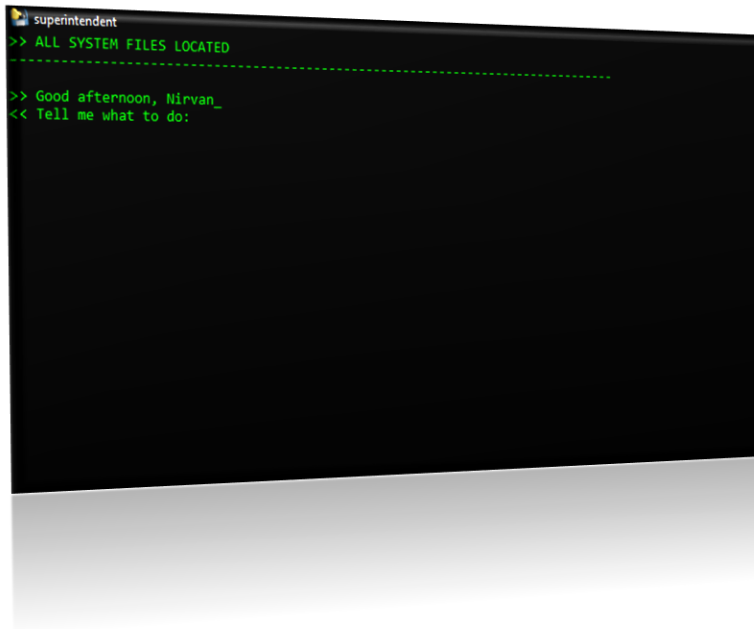 superintendent
>> ALL SYSTEM FILES LOCATED
--------------------------------------------------------------------
>> Good afternoon, Nirvan_
<< Tell me what to do: